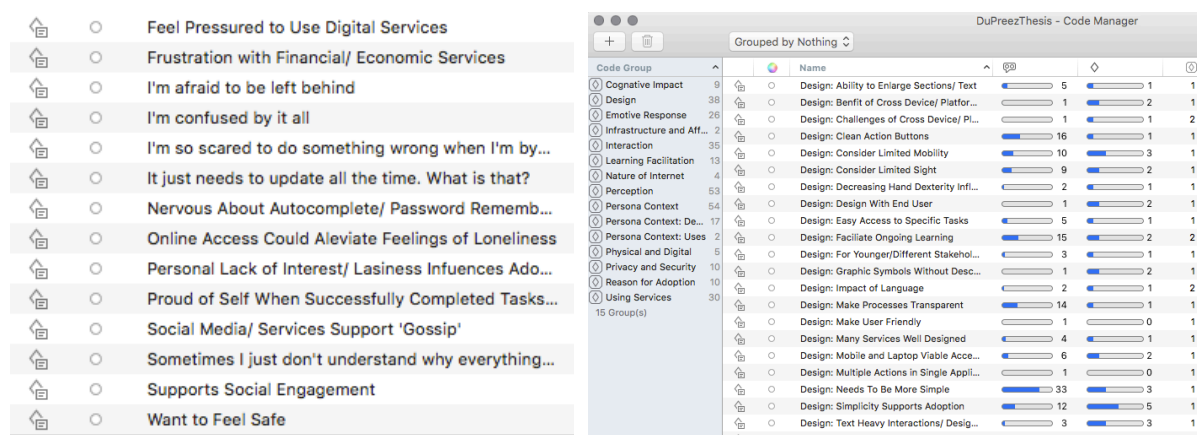 Feel Pressured to Use Digital Services
Frustration with Financial/ Economic Services
I'm afraid to be left behind
I'm confused by it all
I'm so scared to do something wrong when I'm by...
It just needs to update all the time. What is that?
Nervous About Autocomplete/ Password Rememb...
Online Access Could Aleviate Feelings of Loneliness
Personal Lack of Interest/ Lasiness Infuences Ado...
Proud of Self When Successfully Completed Tasks...
Social Media/ Services Support 'Gossip'
Sometimes I just don't understand why everything...
Supports Social Engagement
Want to Feel Safe
DuPreezThesis - Code Manager
Grouped by Nothing
Code Group
Cognative Impact 9
Design 38
Emotive Response 26
Infrastructure and Aff... 2
Interaction 35
Learning Facilitation 13
Nature of Internet 4
Perception 53
Persona Context 54
Persona Context: De... 17
Persona Context: Uses 2
Physical and Digital 5
Privacy and Security 10
Reason for Adoption 10
Using Services 30
15 Group(s)
Name
Design: Ability to Enlarge Sections/ Text 5 1 1
Design: Benfit of Cross Device/ Platfor... 1 2 1
Design: Challenges of Cross Device/ Pl... 1 1 2
Design: Clean Action Buttons 16 1 1
Design: Consider Limited Mobility 10 3 1
Design: Consider Limited Sight 9 2 1
Design: Decreasing Hand Dexterity Infl... 2 1 1
Design: Design With End User 1 2 1
Design: Easy Access to Specific Tasks 5 1 1
Design: Faciliate Ongoing Learning 15 2 2
Design: For Younger/Different Stakehol... 3 1 1
Design: Graphic Symbols Without Desc... 1 2 1
Design: Impact of Language 2 1 2
Design: Make Processes Transparent 14 1 1
Design: Make User Friendly 1 0 1
Design: Many Services Well Designed 4 1 1
Design: Mobile and Laptop Viable Acce... 6 2 1
Design: Multiple Actions in Single Appli... 1 0 1
Design: Needs To Be More Simple 33 3 1
Design: Simplicity Supports Adoption 12 5 1
Design: Text Heavy Interactions/ Desig... 3 3 1